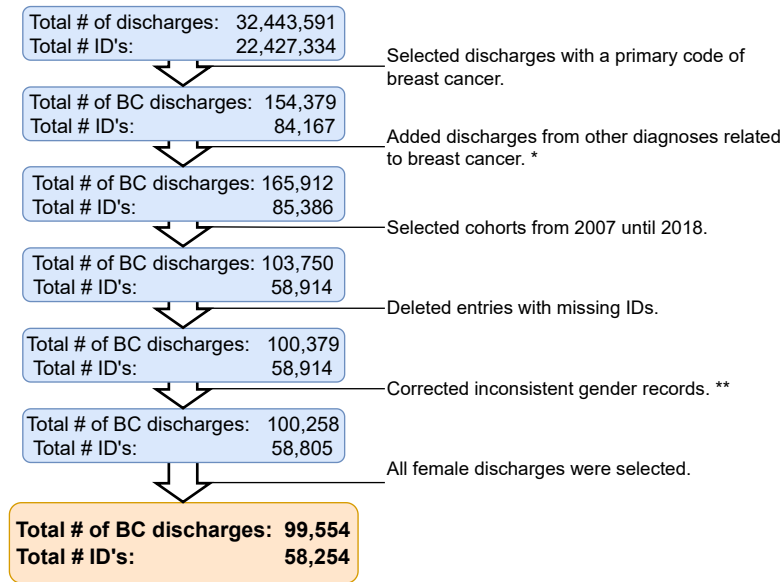 Total # of discharges: 32,443,591
Total # ID's: 22,427,334
Selected discharges with a primary code of
breast cancer.
Total # of BC discharges: 154,379
Total # ID's: 84,167
Added discharges from other diagnoses related
to breast cancer. *
Total # of BC discharges: 165,912
Total # ID's: 85,386
Selected cohorts from 2007 until 2018.
Total # of BC discharges: 103,750
Total # ID's: 58,914
Deleted entries with missing IDs.
Total # of BC discharges: 100,379
Total # ID's: 58,914
Corrected inconsistent gender records. **
Total # of BC discharges: 100,258
Total # ID's: 58,805
All female discharges were selected.
Total # of BC discharges: 99,554
Total # ID's: 58,254